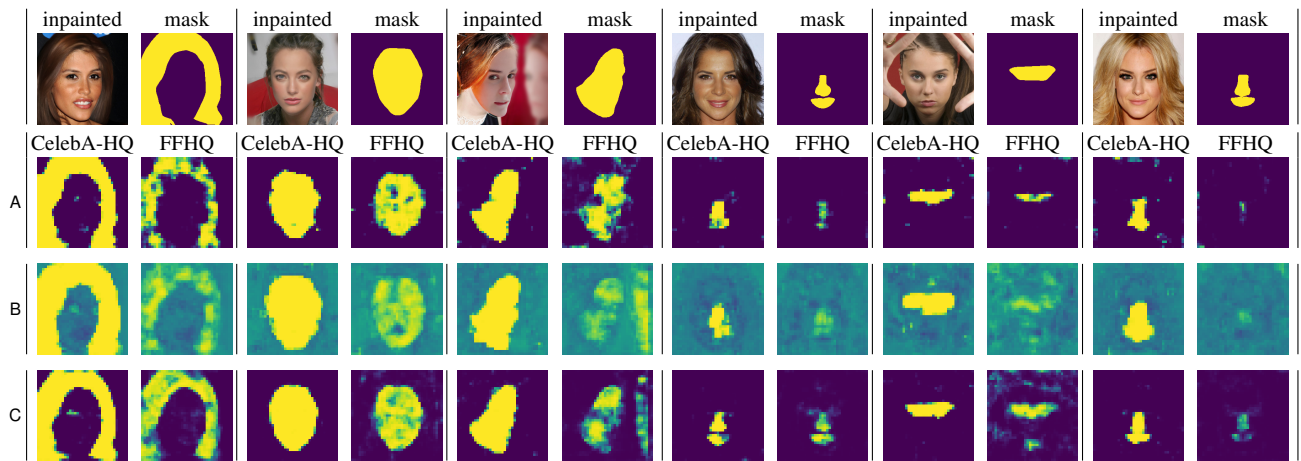 inpainted mask inpainted mask inpainted mask inpainted mask inpainted mask inpainted mask
CelebA-HQ FFHQ CelebA-HQ FFHQ CelebA-HQ FFHQ CelebA-HQ FFHQ CelebA-HQ FFHQ CelebA-HQ FFHQ
A
B
C